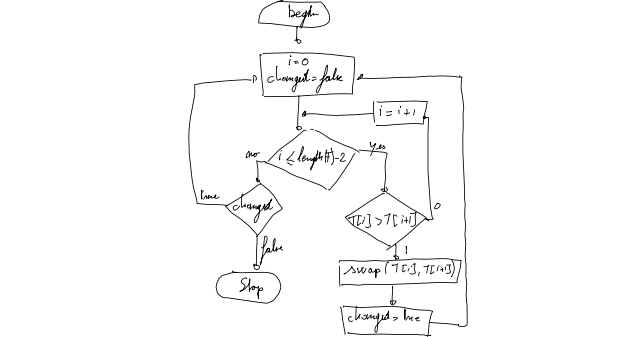 begin
i=0
changed=false
i=i+1
i ≤ length(T)-2
no
yes
true
changed
T[i]>T[i+1]
0
false
1
Stop
swap(T[i],T[i+1])
changed=true